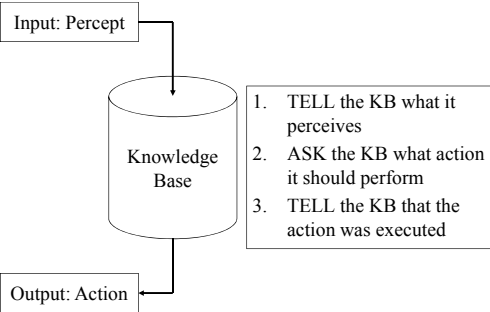 Input: Percept
Knowledge
Base
1. TELL the KB what it
perceives
2. ASK the KB what action
it should perform
3. TELL the KB that the
action was executed
Output: Action